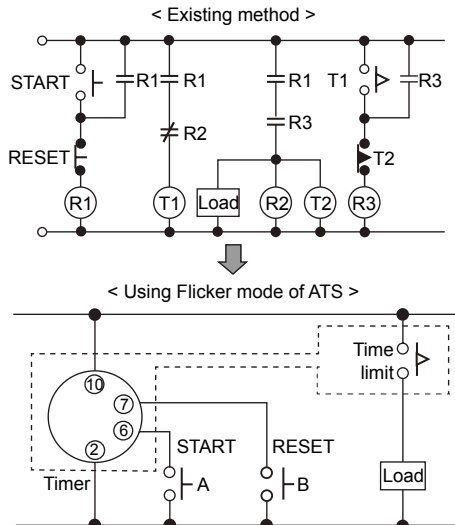 < Existing method >
START
R1
R1
R1
T1
R3
R2
R3
RESET
T2
R1
T1
Load
R2
T2
R3
< Using Flicker mode of ATS >
Time
limit
10
7
6
2
START
RESET
Timer
A
B
Load